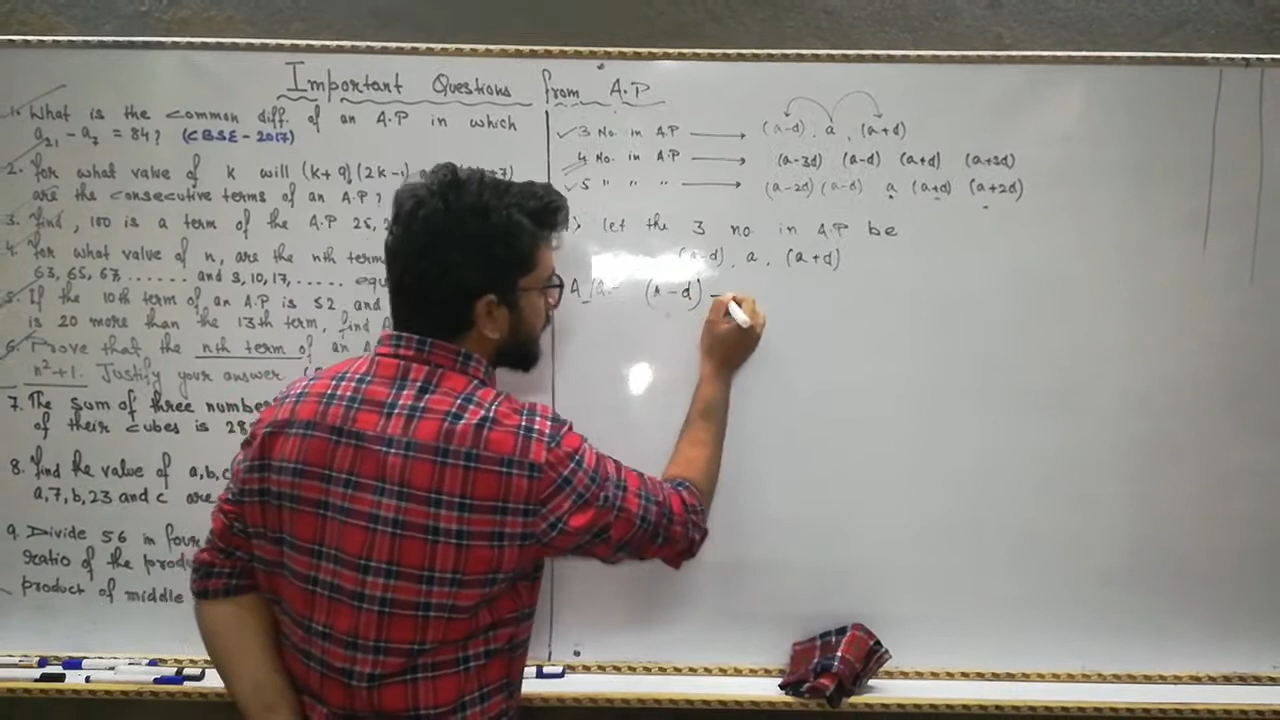 Important Questions from A.P
1. What is the common diff. of an A.P in which
a21 - a7 = 84? (CBSE-2017)
2. for what value of k will (k+9), (2k-1) +7)
are the consecutive terms of an A.P?
3. find, 100 is a term of the A.P 25,
4. for what value of n, are the nth term
63, 65, 67....... and 3,10,17,......
5. If the 10th term of an A.P is 52 and
is 20 more than the 13th term, find
6. Prove that the nth term of an
n²+1. Justify your answer
7. The sum of three number
of their cubes is 28
8. find the value of a,b,c
a,7,b,23 and c are
9. Divide 56 in four
ratio of the produ
product of middle
3 No. in A.P → (a-d), a, (a+d)
4 No. in A.P → (a-3d) (a-d) (a+d) (a+3d)
5 " " " → (a-2d) (a-d) a (a+d) (a+2d)
let the 3 no. in A.P be
(a-d), a, (a+d)
(a-d)